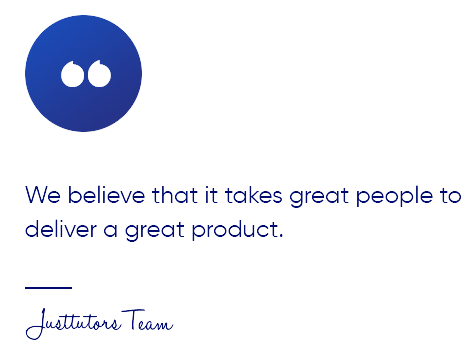 We believe that it takes great people to
deliver a great product.
Justtutors Team